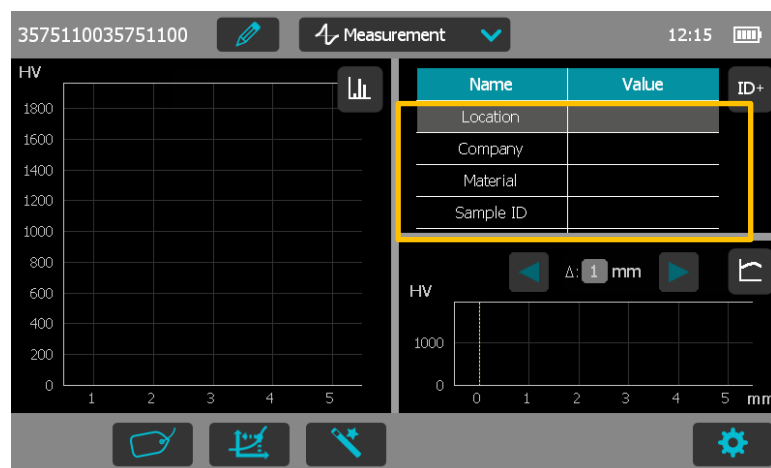 35751100035751100 Measurement 12:15
HV
1800
1600
1400
1200
1000
800
600
400
200
0
1 2 3 4 5
Name Value ID+
Location
Company
Material
Sample ID
Δ: 1 mm
HV
1000
0
0 1 2 3 4 5 mm